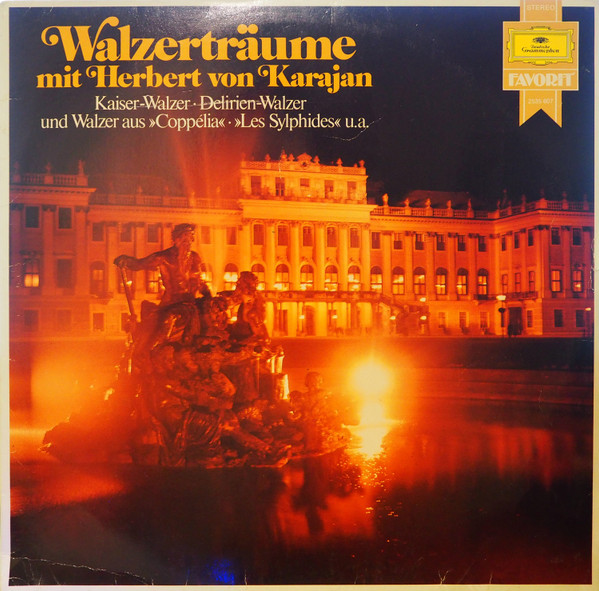 Walzerträume
mit Herbert von Karajan
Kaiser-Walzer · Delirien-Walzer
und Walzer aus »Coppélia« · »Les Sylphides« u.a.
STEREO
Deutsche
Grammophon
FAVORIT